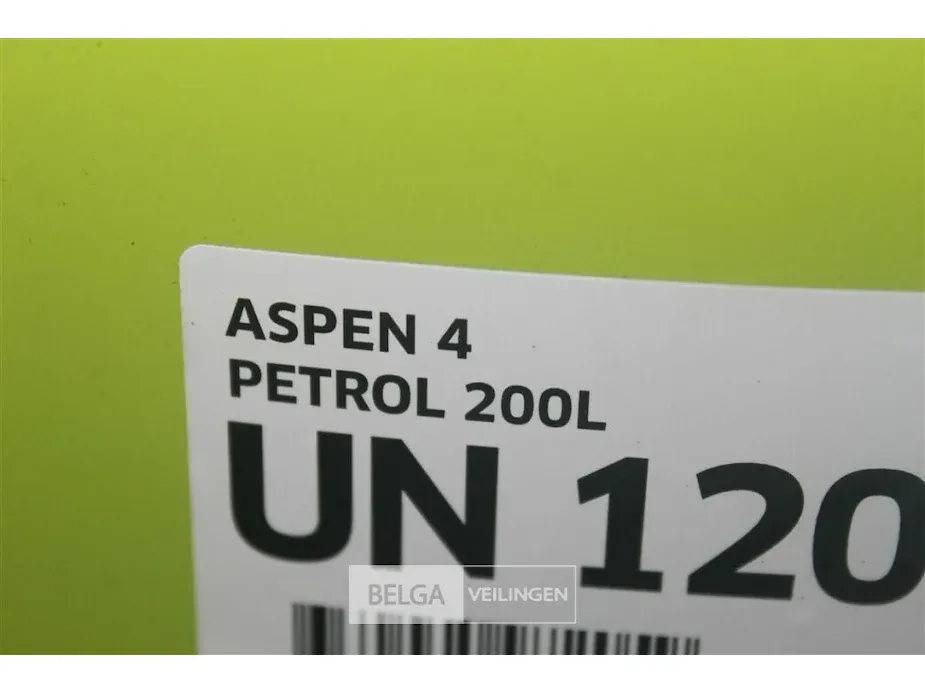 ASPEN 4
PETROL 200L
UN 120
BELGA VEILINGEN